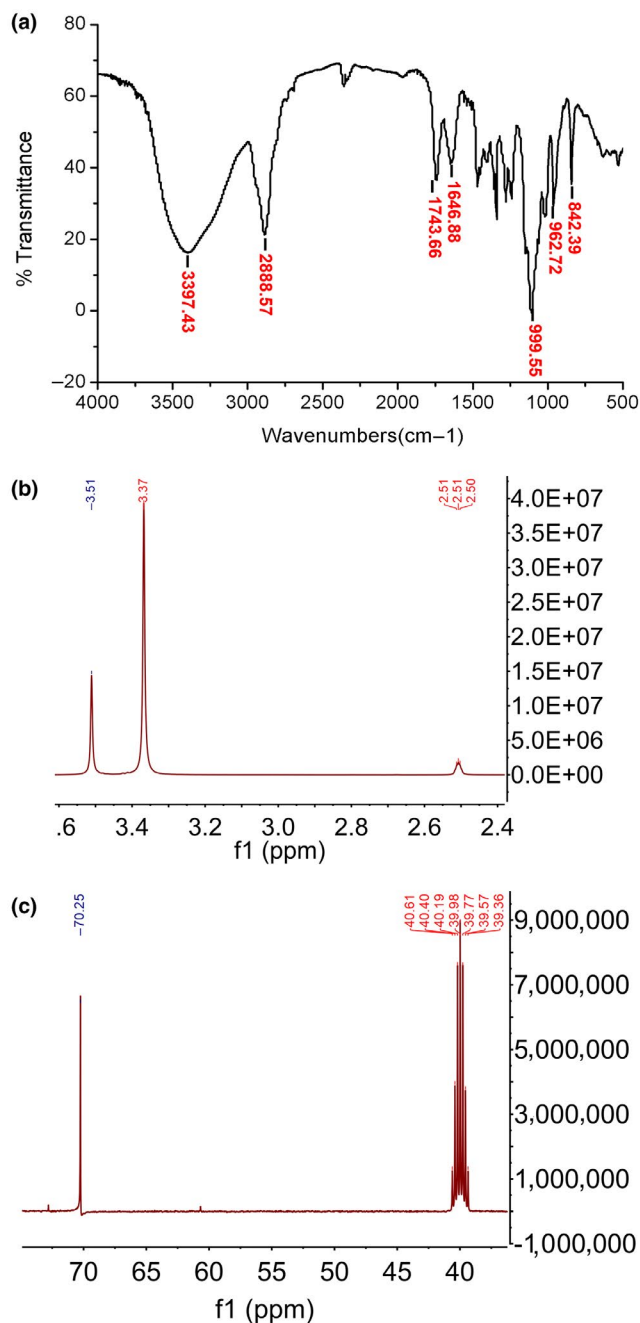 (a)
80
60
40
20
0
–20
% Transmittance
3397.43
2888.57
1743.66
1646.88
999.55
962.72
842.39
4000 3500 3000 2500 2000 1500 1000 500
Wavenumbers(cm–1)
(b)
–3.51
3.37
2.51
2.51
2.50
4.0E+07
3.5E+07
3.0E+07
2.5E+07
2.0E+07
1.5E+07
1.0E+07
5.0E+06
0.0E+00
.6 3.4 3.2 3.0 2.8 2.6 2.4
f1 (ppm)
(c)
–70.25
40.61
40.40
40.19
39.98
39.77
39.57
39.36
9,000,000
7,000,000
5,000,000
3,000,000
1,000,000
-1,000,000
70 65 60 55 50 45 40
f1 (ppm)